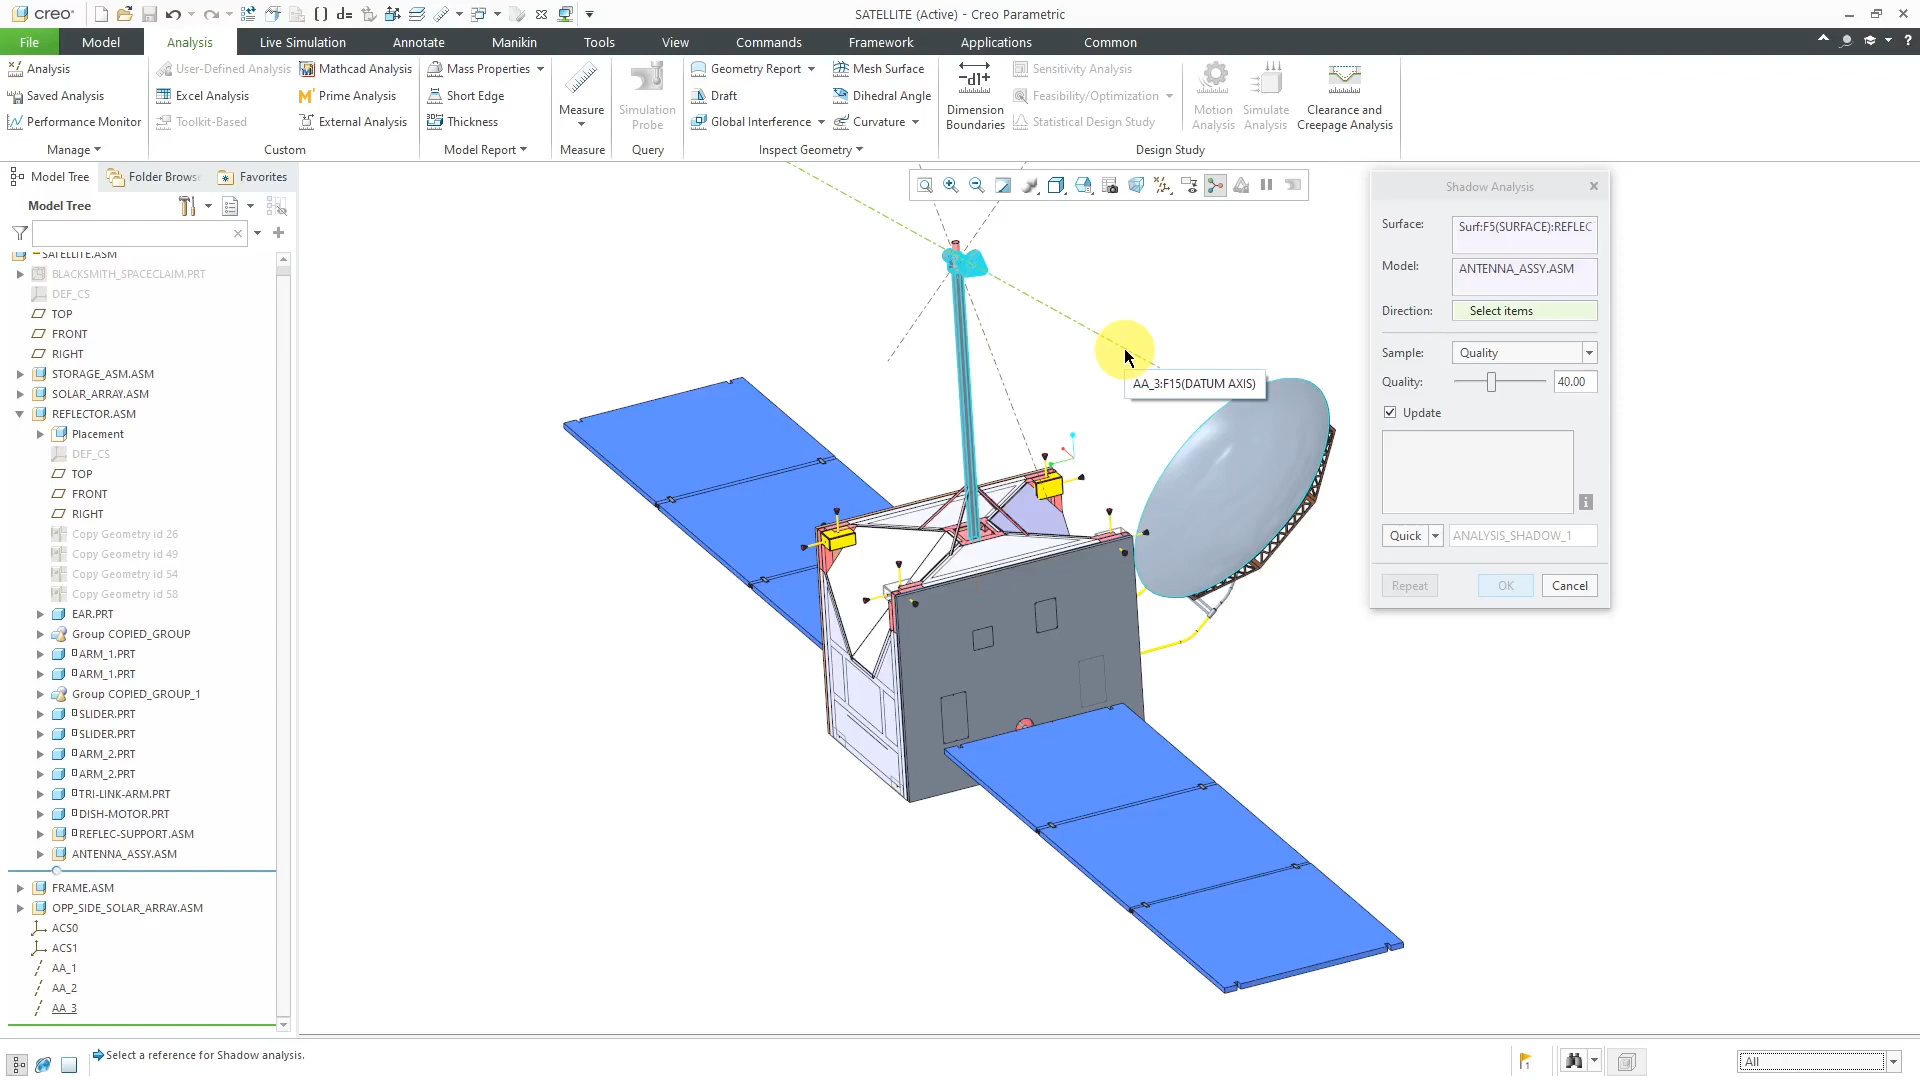 creo
SATELLITE (Active) - Creo Parametric
File
Model
Analysis
Live Simulation
Annotate
Manikin
Tools
View
Commands
Framework
Applications
Common
Analysis
User-Defined Analysis
Mathcad Analysis
Mass Properties
Geometry Report
Mesh Surface
Sensitivity Analysis
Saved Analysis
Excel Analysis
Prime Analysis
Short Edge
Draft
Dihedral Angle
Feasibility/Optimization
Performance Monitor
Toolkit-Based
External Analysis
Thickness
Global Interference
Curvature
Statistical Design Study
Measure
Simulation
Probe
Dimension
Boundaries
Motion
Analysis
Simulate
Analysis
Clearance and
Creepage Analysis
Manage
Custom
Model Report
Measure
Query
Inspect Geometry
Design Study
Model Tree
Folder Brows
Favorites
Model Tree
SATELLITE.ASM
BLACKSMITH_SPACECLAIM.PRT
DEF_CS
TOP
FRONT
RIGHT
STORAGE_ASM.ASM
SOLAR_ARRAY.ASM
REFLECTOR.ASM
Placement
DEF_CS
TOP
FRONT
RIGHT
Copy Geometry id 26
Copy Geometry id 49
Copy Geometry id 54
Copy Geometry id 58
EAR.PRT
Group COPIED_GROUP
ARM_1.PRT
ARM_1.PRT
Group COPIED_GROUP_1
SLIDER.PRT
SLIDER.PRT
ARM_2.PRT
ARM_2.PRT
TRI-LINK-ARM.PRT
DISH-MOTOR.PRT
REFLEC-SUPPORT.ASM
ANTENNA_ASSY.ASM
FRAME.ASM
OPP_SIDE_SOLAR_ARRAY.ASM
ACS0
ACS1
AA_1
AA_2
AA_3
AA_3:F15(DATUM AXIS)
Shadow Analysis
Surface:
Surf:F5(SURFACE):REFLEC
Model:
ANTENNA_ASSY.ASM
Direction:
Select items
Sample:
Quality
Quality:
40.00
Update
Quick
ANALYSIS_SHADOW_1
Repeat
OK
Cancel
Select a reference for Shadow analysis.
All